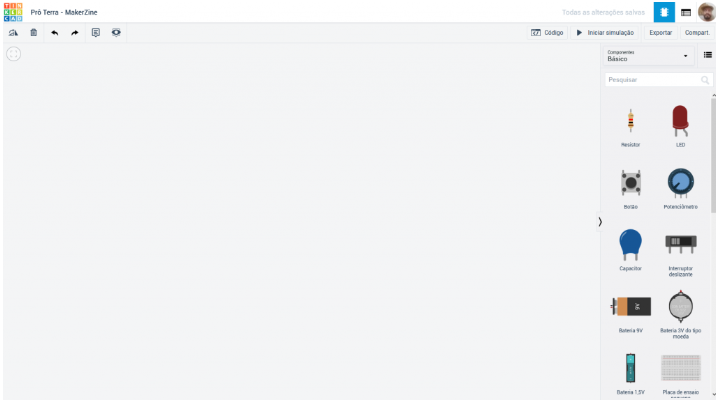 TIN
KER
CAD
Pró Terra - MakerZine
Todas as alterações salvas
Código
Iniciar simulação
Exportar
Compart.
Componentes
Básico
Pesquisar
Resistor
LED
Botão
Potenciômetro
Capacitor
Interruptor
deslizante
9V
Bateria 9V
Bateria 3V do tipo
moeda
Bateria 1,5V
Placa de ensaio
pequena